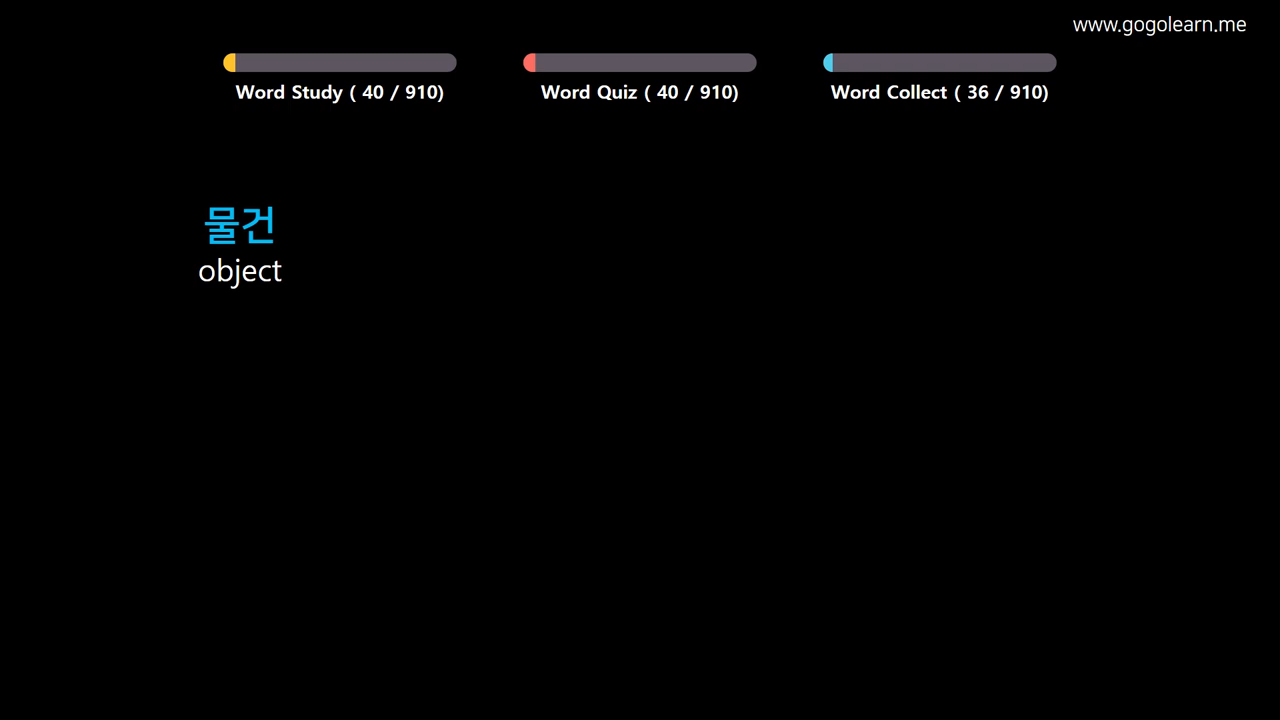 www.gogolearn.me
Word Study ( 40 / 910)
Word Quiz ( 40 / 910)
Word Collect ( 36 / 910)
물건
object